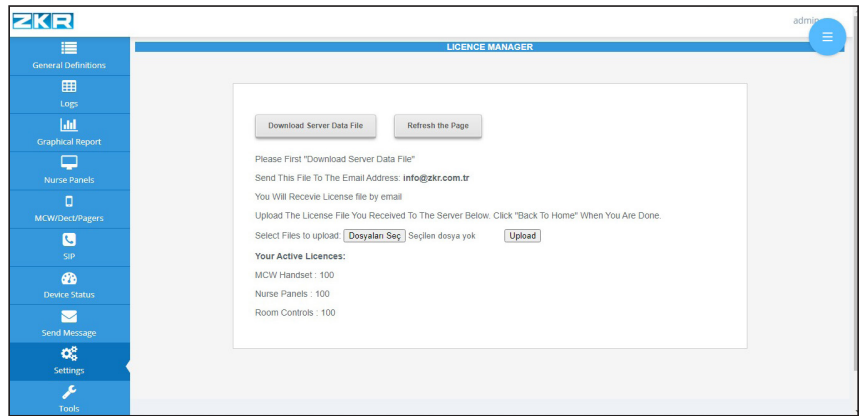 ZKR
admin
LICENCE MANAGER
General Definitions
Logs
Graphical Report
Nurse Panels
MCW/Dect/Pagers
SIP
Device Status
Send Message
Settings
Tools
Download Server Data File
Refresh the Page
Please First "Download Server Data File"
Send This File To The Email Address: info@zkr.com.tr
You Will Recevie License file by email
Upload The License File You Received To The Server Below. Click "Back To Home" When You Are Done.
Select Files to upload: Dosyaları Seç Seçilen dosya yok Upload
Your Active Licences:
MCW Handset : 100
Nurse Panels : 100
Room Controls : 100